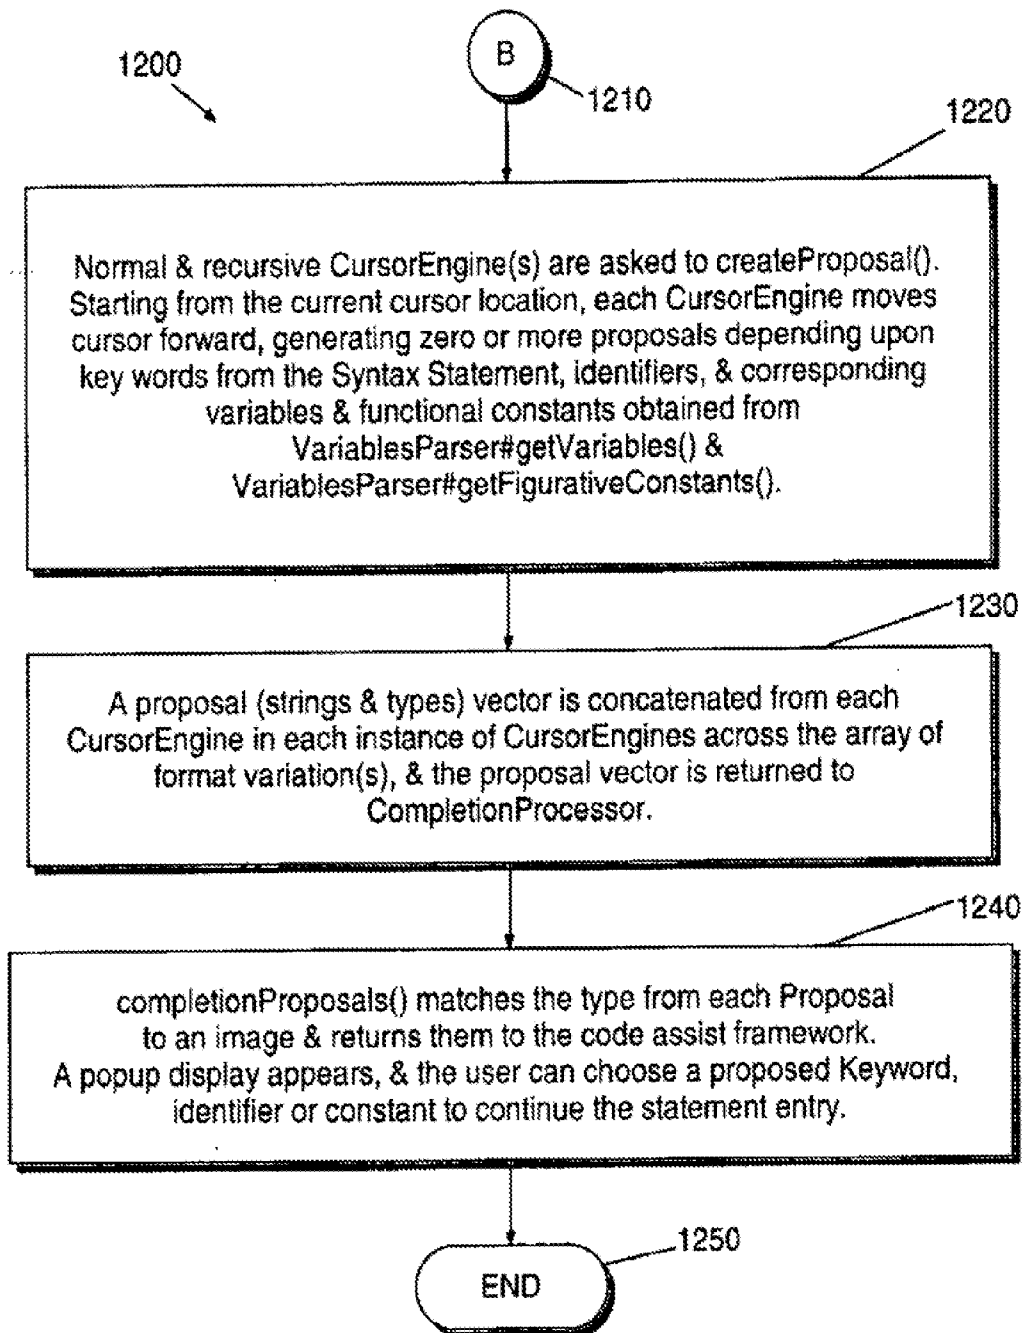 B
1200
1210
1220
Normal & recursive CursorEngine(s) are asked to createProposal().
Starting from the current cursor location, each CursorEngine moves
cursor forward, generating zero or more proposals depending upon
key words from the Syntax Statement, identifiers, & corresponding
variables & functional constants obtained from
VariablesParser#getVariables() &
VariablesParser#getFigurativeConstants().
1230
A proposal (strings & types) vector is concatenated from each
CursorEngine in each instance of CursorEngines across the array of
format variation(s), & the proposal vector is returned to
CompletionProcessor.
1240
completionProposals() matches the type from each Proposal
to an image & returns them to the code assist framework.
A popup display appears, & the user can choose a proposed Keyword,
identifier or constant to continue the statement entry.
1250
END